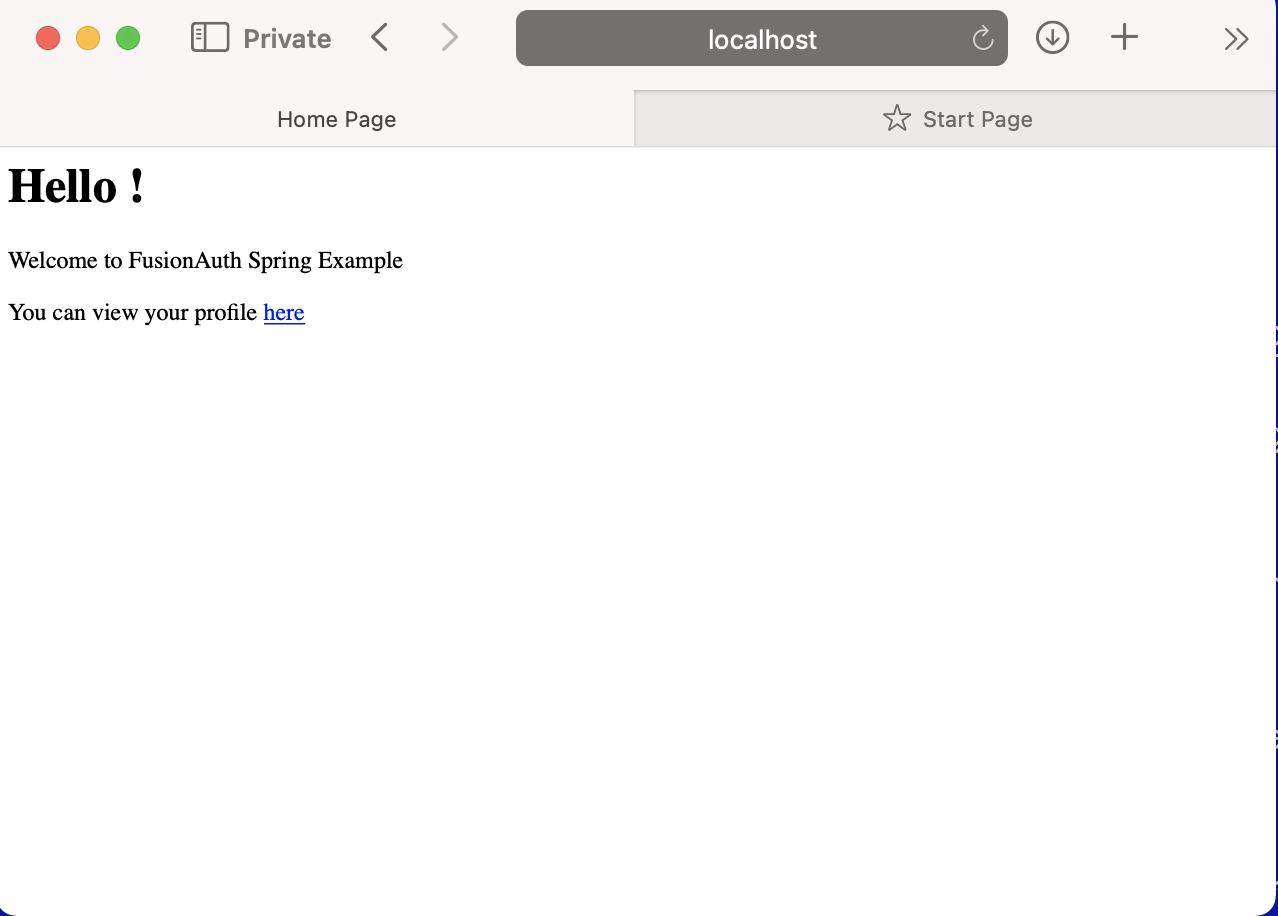 Private
localhost
Home Page
Start Page
Hello !
Welcome to FusionAuth Spring Example
You can view your profile here